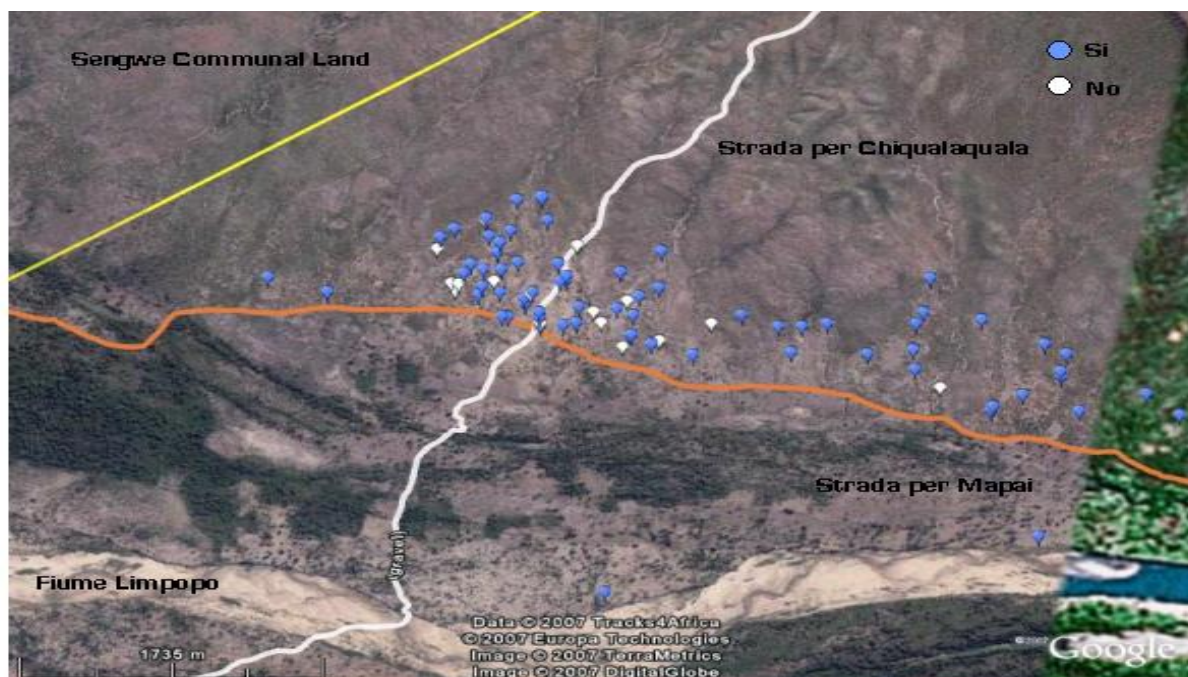 Sengwe Communal Land
Si
No
Strada per Chiqualaquala
Strada per Mapai
(gravel)
Fiume Limpopo
1735 m
Data © 2007 Tracks4Africa
© 2007 Europa Technologies
Image © 2007 TerraMetrics
Image © 2007 DigitalGlobe
©2007
Google